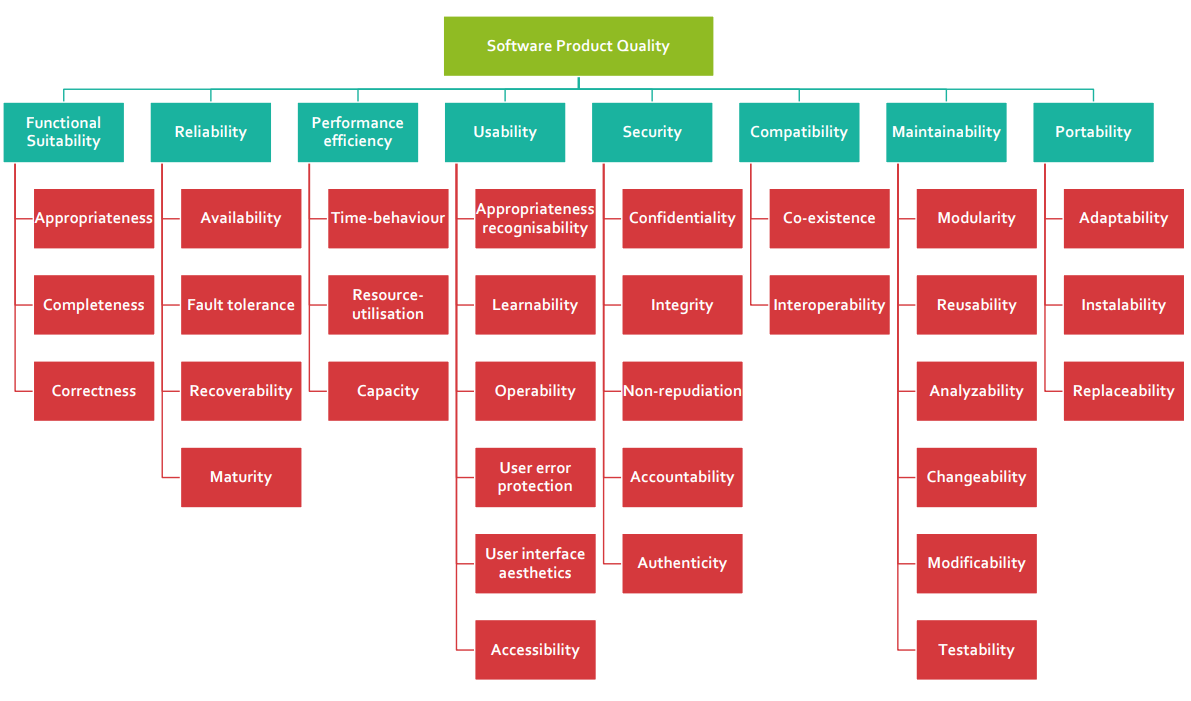 Software Product Quality
Functional
Suitability
Reliability
Performance
efficiency
Usability
Security
Compatibility
Maintainability
Portability
Appropriateness
Availability
Time-behaviour
Appropriateness
recognisability
Confidentiality
Co-existence
Modularity
Adaptability
Completeness
Fault tolerance
Resource-
utilisation
Learnability
Integrity
Interoperability
Reusability
Instalability
Correctness
Recoverability
Capacity
Operability
Non-repudiation
Analyzability
Replaceability
Maturity
User error
protection
Accountability
Changeability
User interface
aesthetics
Authenticity
Modificability
Accessibility
Testability